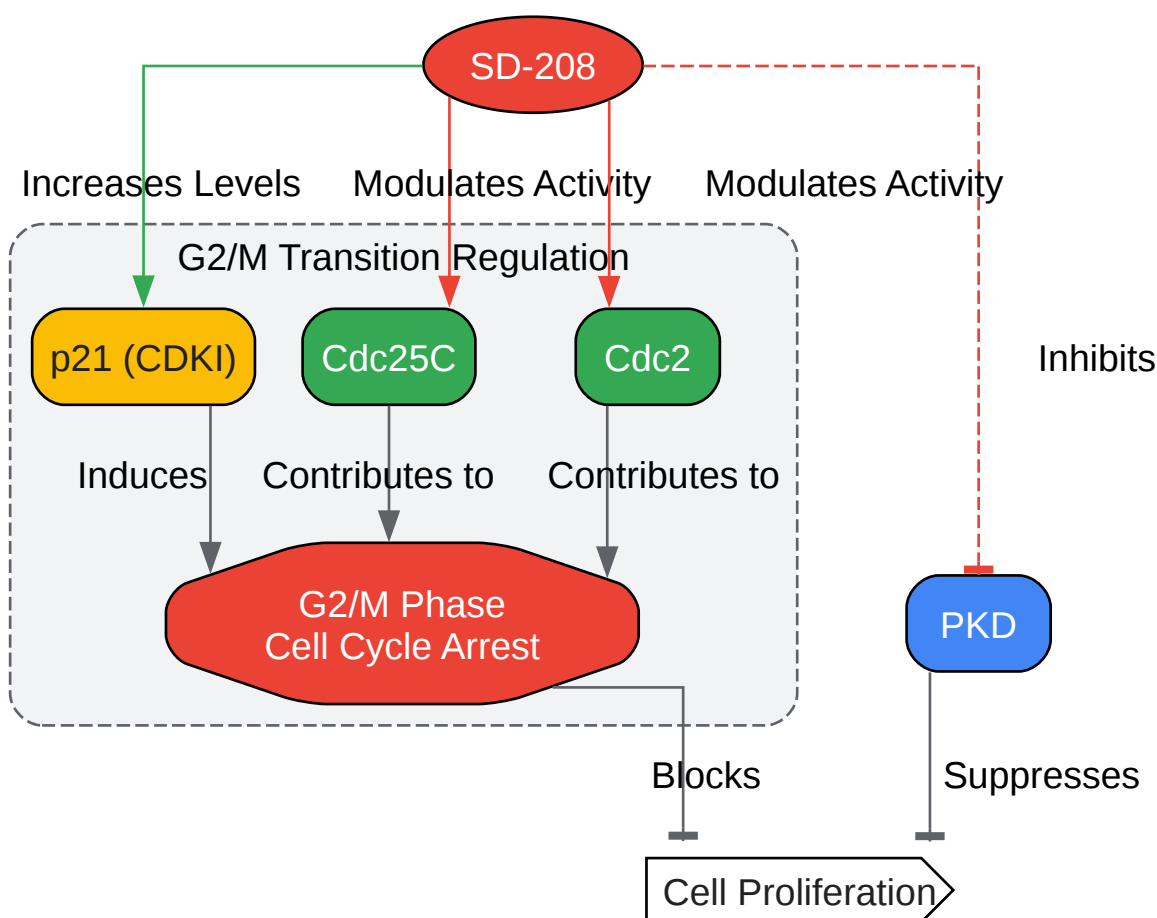 SD-208
Increases Levels
Modulates Activity
Modulates Activity
G2/M Transition Regulation
p21 (CDKI)
Cdc25C
Cdc2
Inhibits
Induces
Contributes to
Contributes to
G2/M Phase
Cell Cycle Arrest
PKD
Blocks
Suppresses
Cell Proliferation